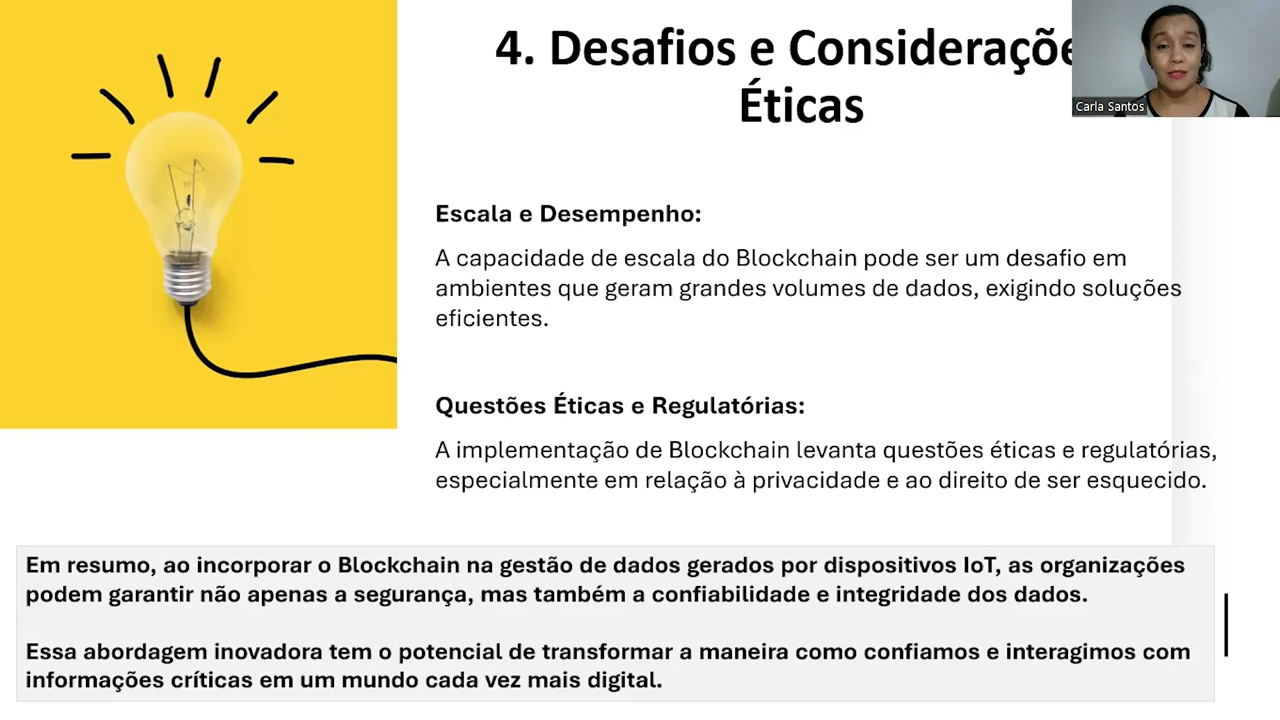 4. Desafios e Consideraçõe
Éticas
Carla Santos
Escala e Desempenho:
A capacidade de escala do Blockchain pode ser um desafio em
ambientes que geram grandes volumes de dados, exigindo soluções
eficientes.
Questões Éticas e Regulatórias:
A implementação de Blockchain levanta questões éticas e regulatórias,
especialmente em relação à privacidade e ao direito de ser esquecido.
Em resumo, ao incorporar o Blockchain na gestão de dados gerados por dispositivos IoT, as organizações
podem garantir não apenas a segurança, mas também a confiabilidade e integridade dos dados.
Essa abordagem inovadora tem o potencial de transformar a maneira como confiamos e interagimos com
informações críticas em um mundo cada vez mais digital.